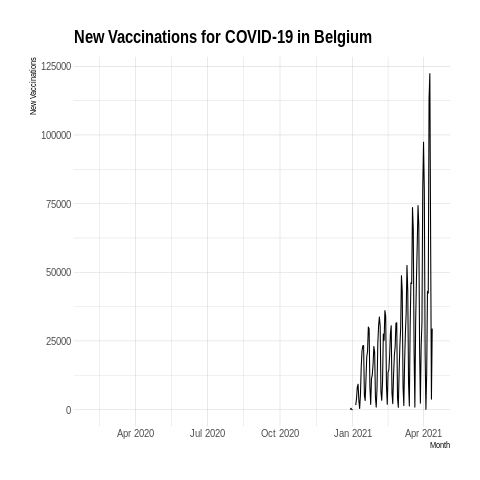 New Vaccinations for COVID-19 in Belgium
New Vaccinations
125000
100000
75000
50000
25000
0
Apr 2020 Jul 2020 Oct 2020 Jan 2021 Apr 2021
Month